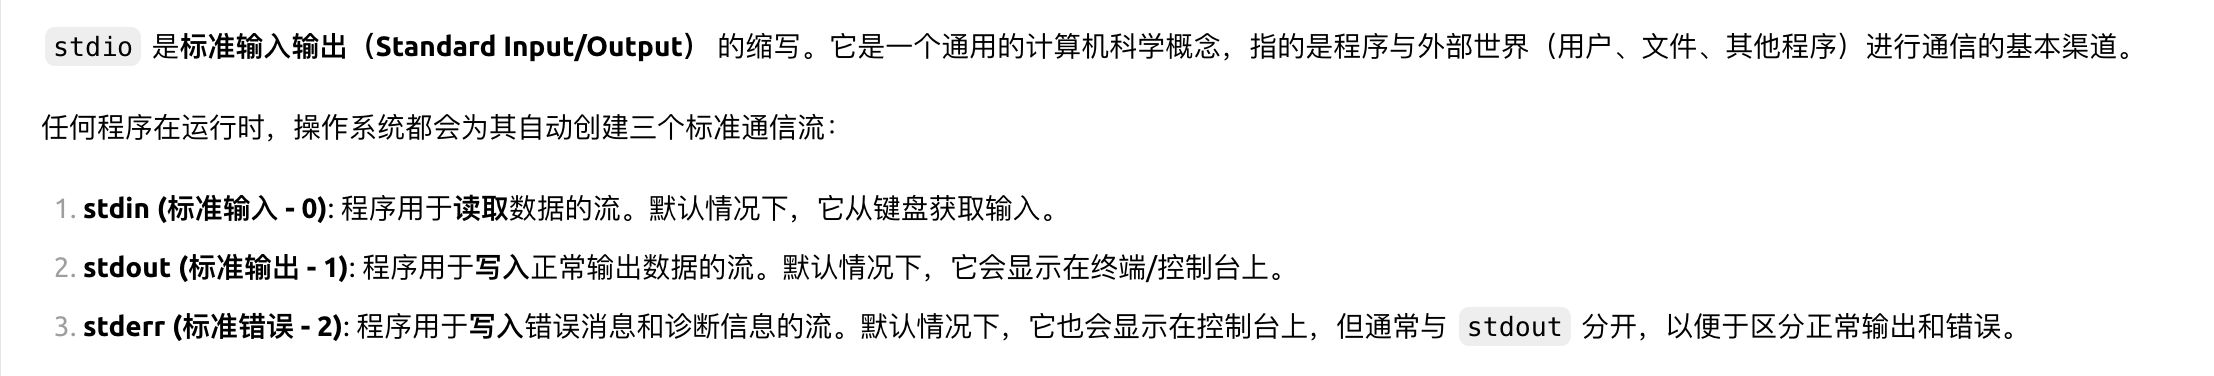 stdio 是标准输入输出（Standard Input/Output） 的缩写。它是一个通用的计算机科学概念，指的是程序与外部世界（用户、文件、其他程序）进行通信的基本渠道。
任何程序在运行时，操作系统都会为其自动创建三个标准通信流：
1. stdin (标准输入 - 0): 程序用于读取数据的流。默认情况下，它从键盘获取输入。
2. stdout (标准输出 - 1): 程序用于写入正常输出数据的流。默认情况下，它会显示在终端/控制台上。
3. stderr (标准错误 - 2): 程序用于写入错误消息和诊断信息的流。默认情况下，它也会显示在控制台上，但通常与 stdout 分开，以便于区分正常输出和错误。